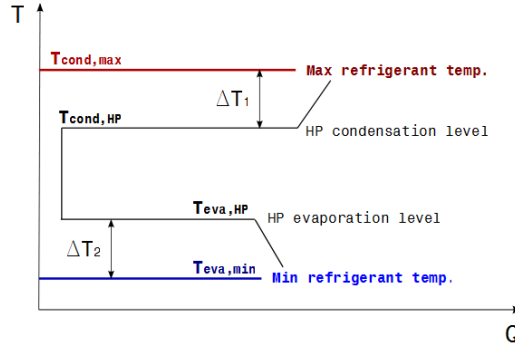 T
Tcond,max
Max refrigerant temp.
ΔT1
Tcond,HP
HP condensation level
Teva,HP
HP evaporation level
ΔT2
Teva,min
Min refrigerant temp.
Q